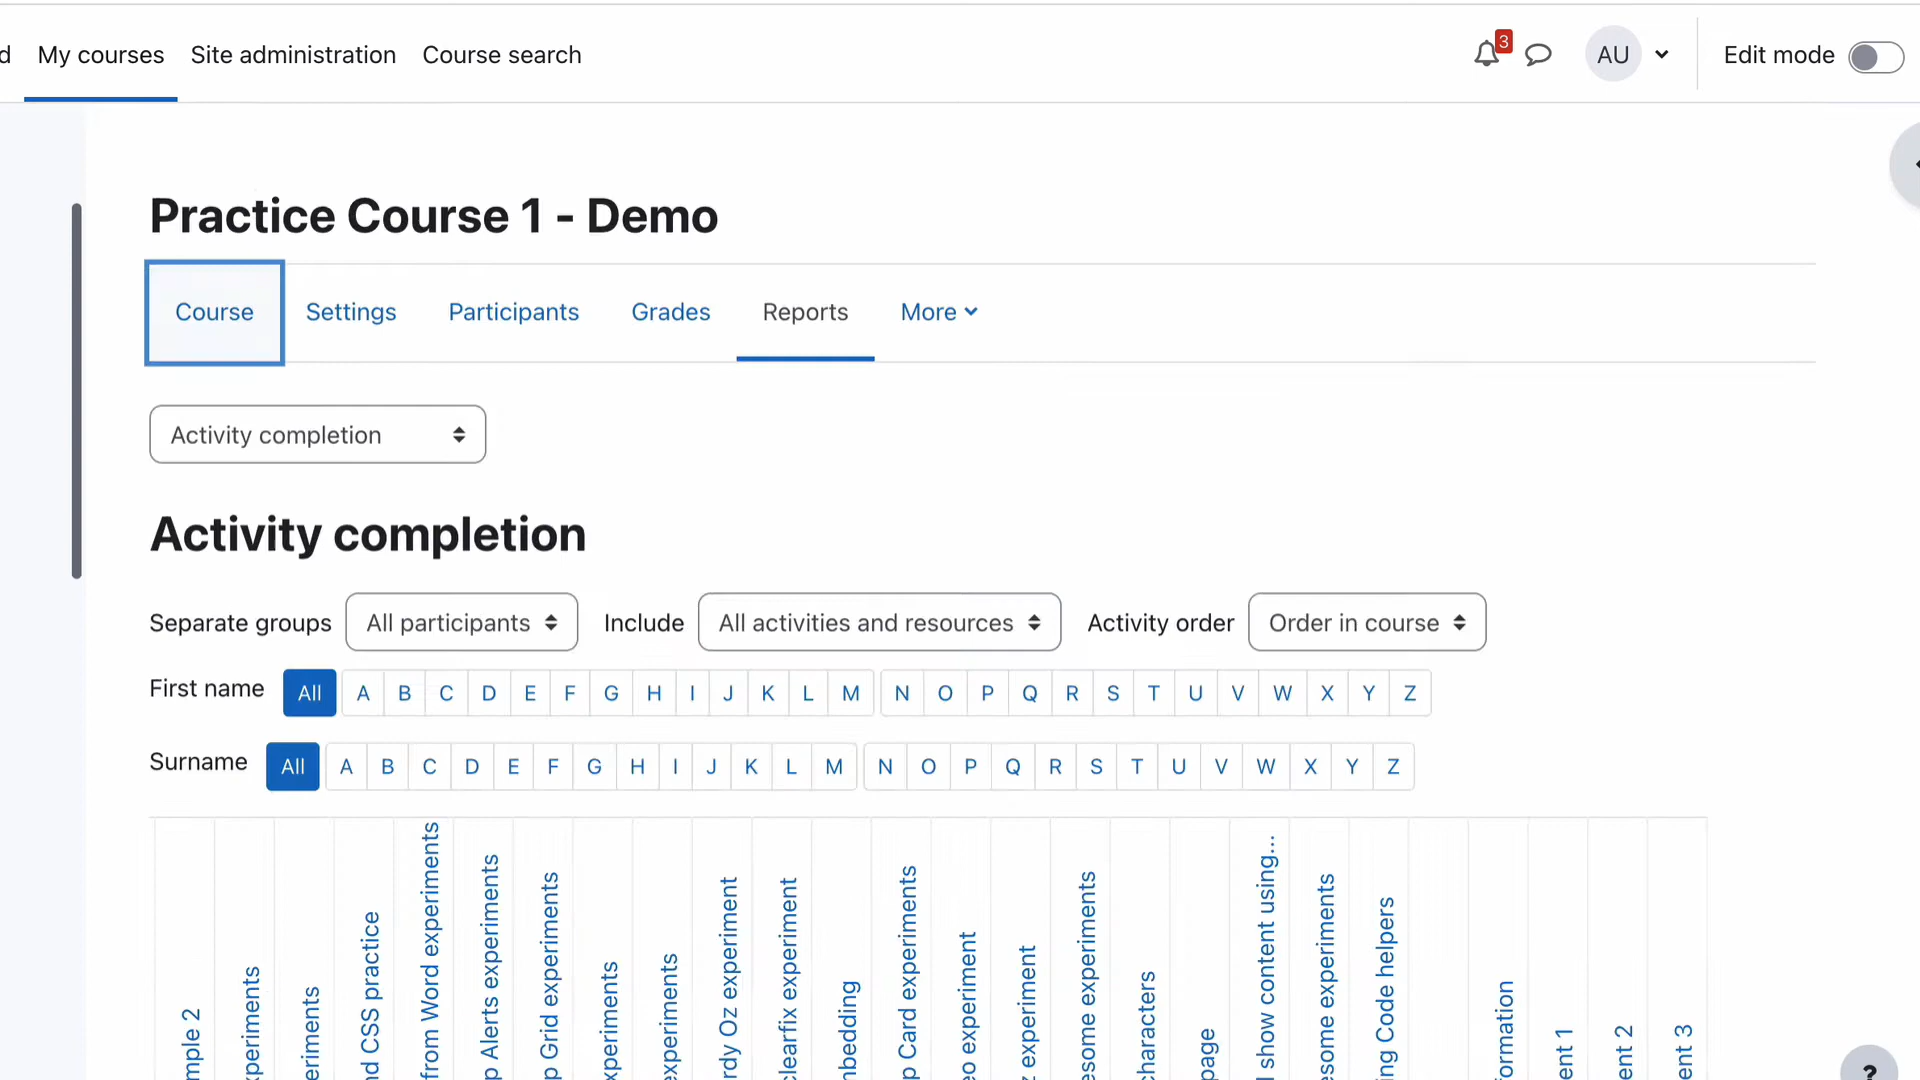 My courses Site administration Course search 3 AU Edit mode
Practice Course 1 - Demo
Course Settings Participants Grades Reports More
Activity completion
Activity completion
Separate groups All participants Include All activities and resources Activity order Order in course
First name All A B C D E F G H I J K L M N O P Q R S T U V W X Y Z
Surname All A B C D E F G H I J K L M N O P Q R S T U V W X Y Z
mple 2
xperiments
eriments
nd CSS practice
from Word experiments
p Alerts experiments
p Grid experiments
xperiments
experiments
rdy Oz experiment
clearfix experiment
mbedding
p Card experiments
eo experiment
z experiment
esome experiments
characters
page
l show content using...
esome experiments
ing Code helpers
formation
ent 1
ent 2
ent 3
?